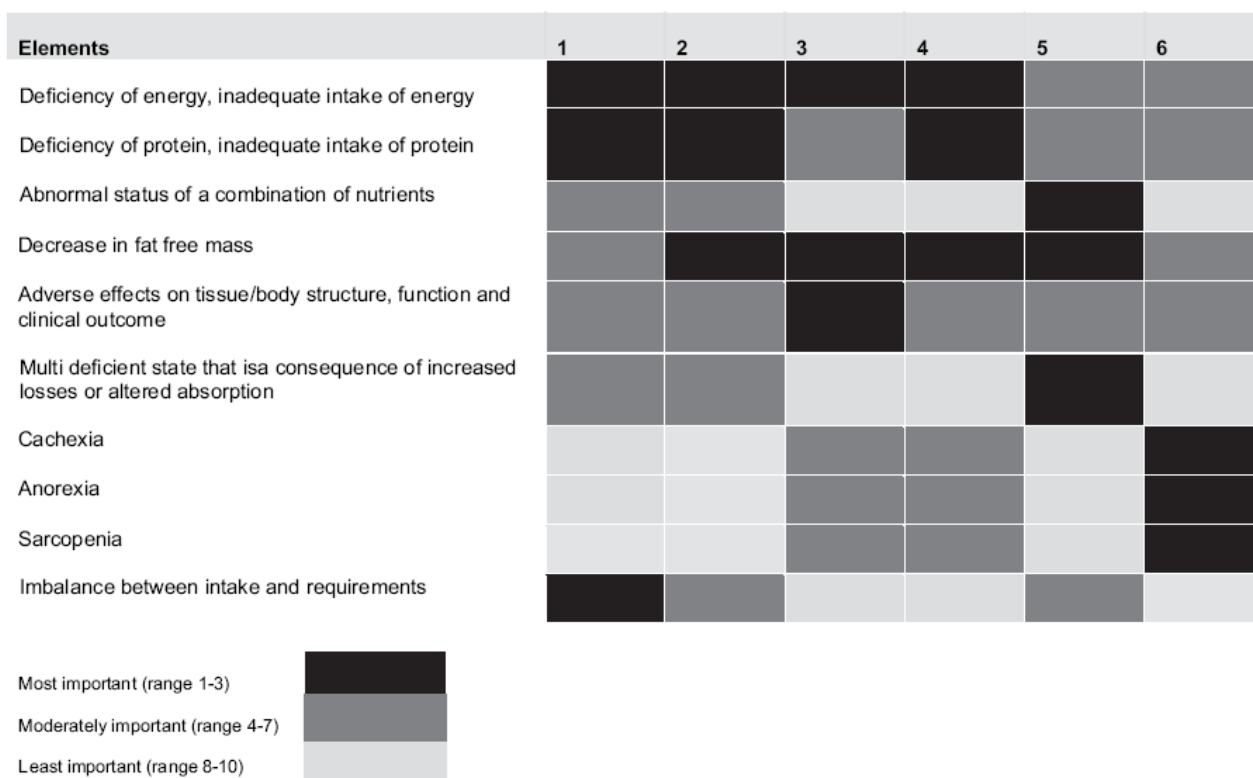 Elements 1 2 3 4 5 6
Deficiency of energy, inadequate intake of energy
Deficiency of protein, inadequate intake of protein
Abnormal status of a combination of nutrients
Decrease in fat free mass
Adverse effects on tissue/body structure, function and
clinical outcome
Multi deficient state that isa consequence of increased
losses or altered absorption
Cachexia
Anorexia
Sarcopenia
Imbalance between intake and requirements
Most important (range 1-3)
Moderately important (range 4-7)
Least important (range 8-10)